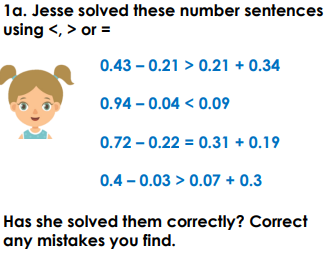 1a. Jesse solved these number sentences
using <, > or =
0.43 – 0.21 > 0.21 + 0.34
0.94 – 0.04 < 0.09
0.72 – 0.22 = 0.31 + 0.19
0.4 – 0.03 > 0.07 + 0.3
Has she solved them correctly? Correct
any mistakes you find.